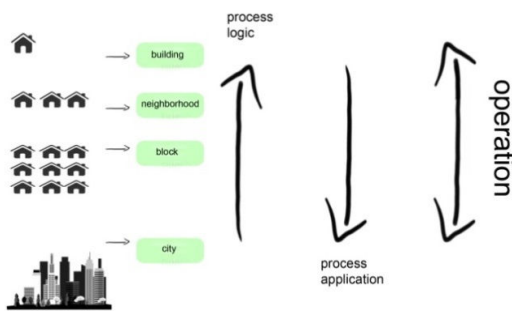 process
logic
building
neighborhood
block
city
process
application
operation